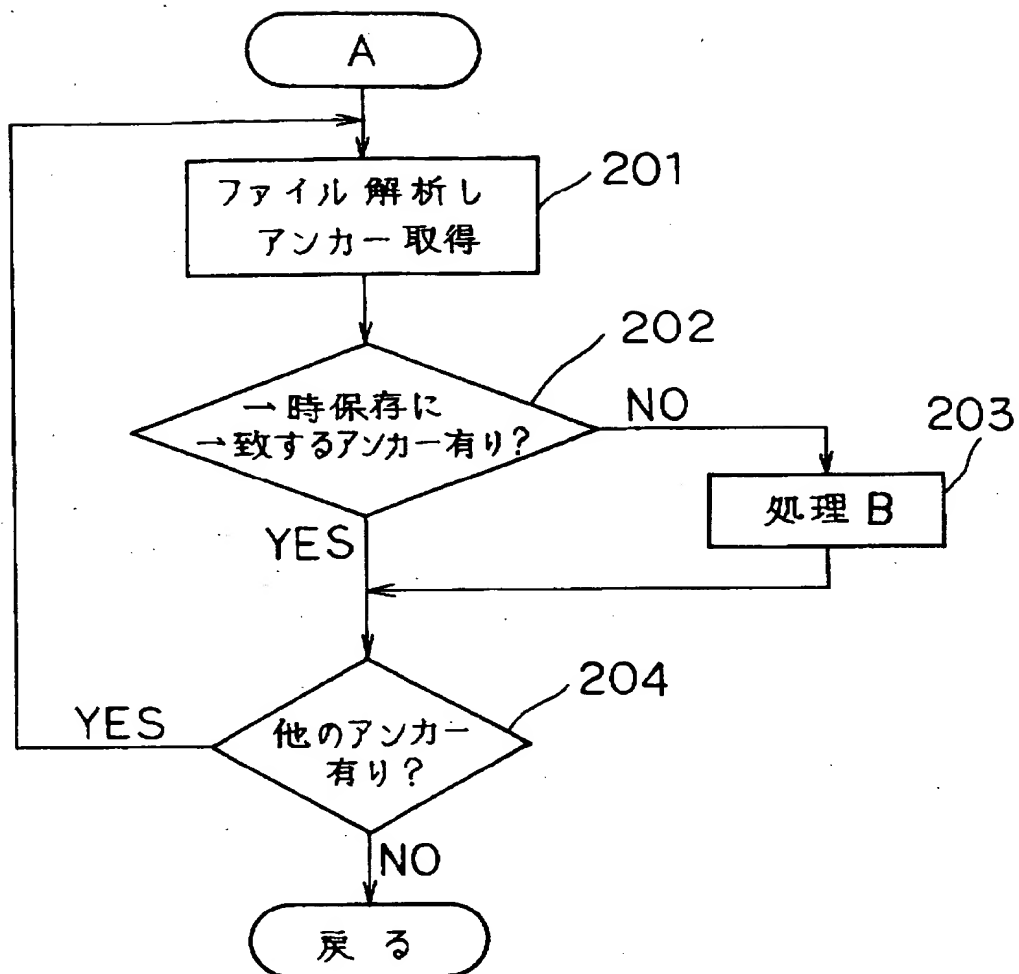 A
ファイル解析し
アンカー取得
201
一時保存に
一致するアンカー有り?
202
NO
203
処理B
YES
他のアンカー
有り?
204
YES
NO
戻る